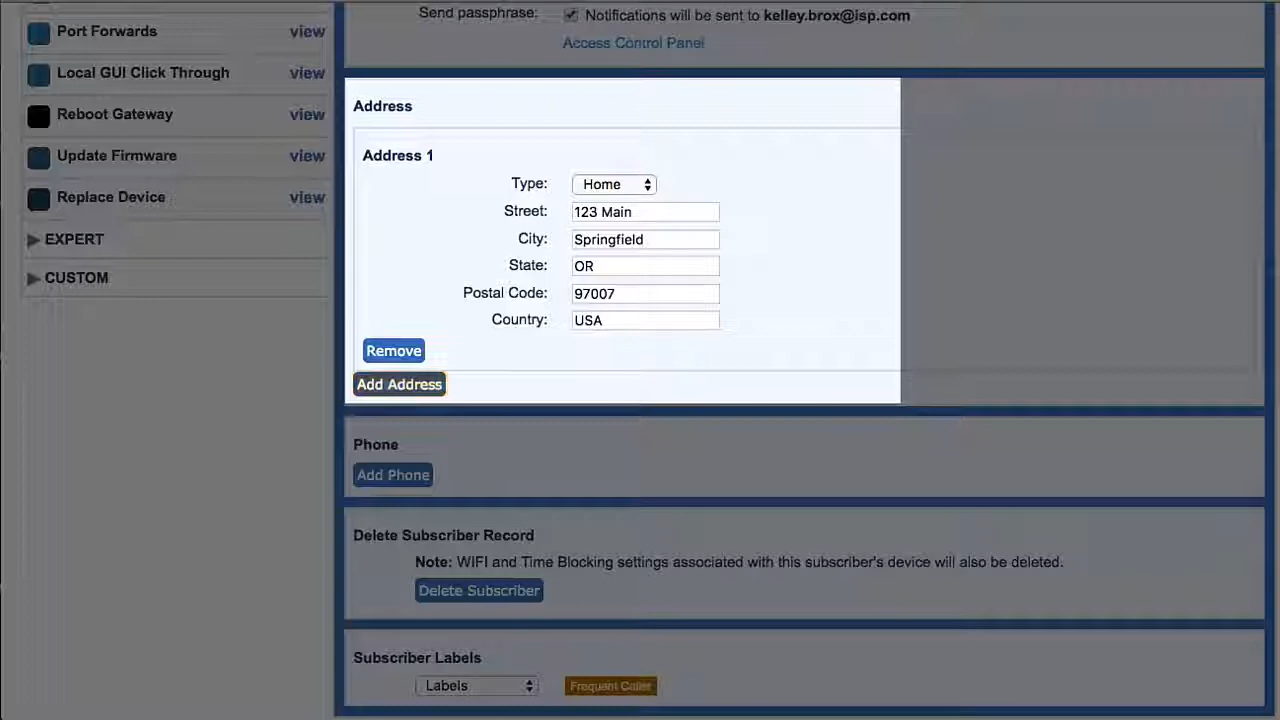 Port Forwards view
Local GUI Click Through view
Reboot Gateway view
Update Firmware view
Replace Device view
EXPERT
CUSTOM
Send passphrase: Notifications will be sent to kelley.brox@isp.com
Access Control Panel
Address
Address 1
Type: Home
Street: 123 Main
City: Springfield
State: OR
Postal Code: 97007
Country: USA
Remove
Add Address
Phone
Add Phone
Delete Subscriber Record
Note: WIFI and Time Blocking settings associated with this subscriber's device will also be deleted.
Delete Subscriber
Subscriber Labels
Labels Frequent Caller